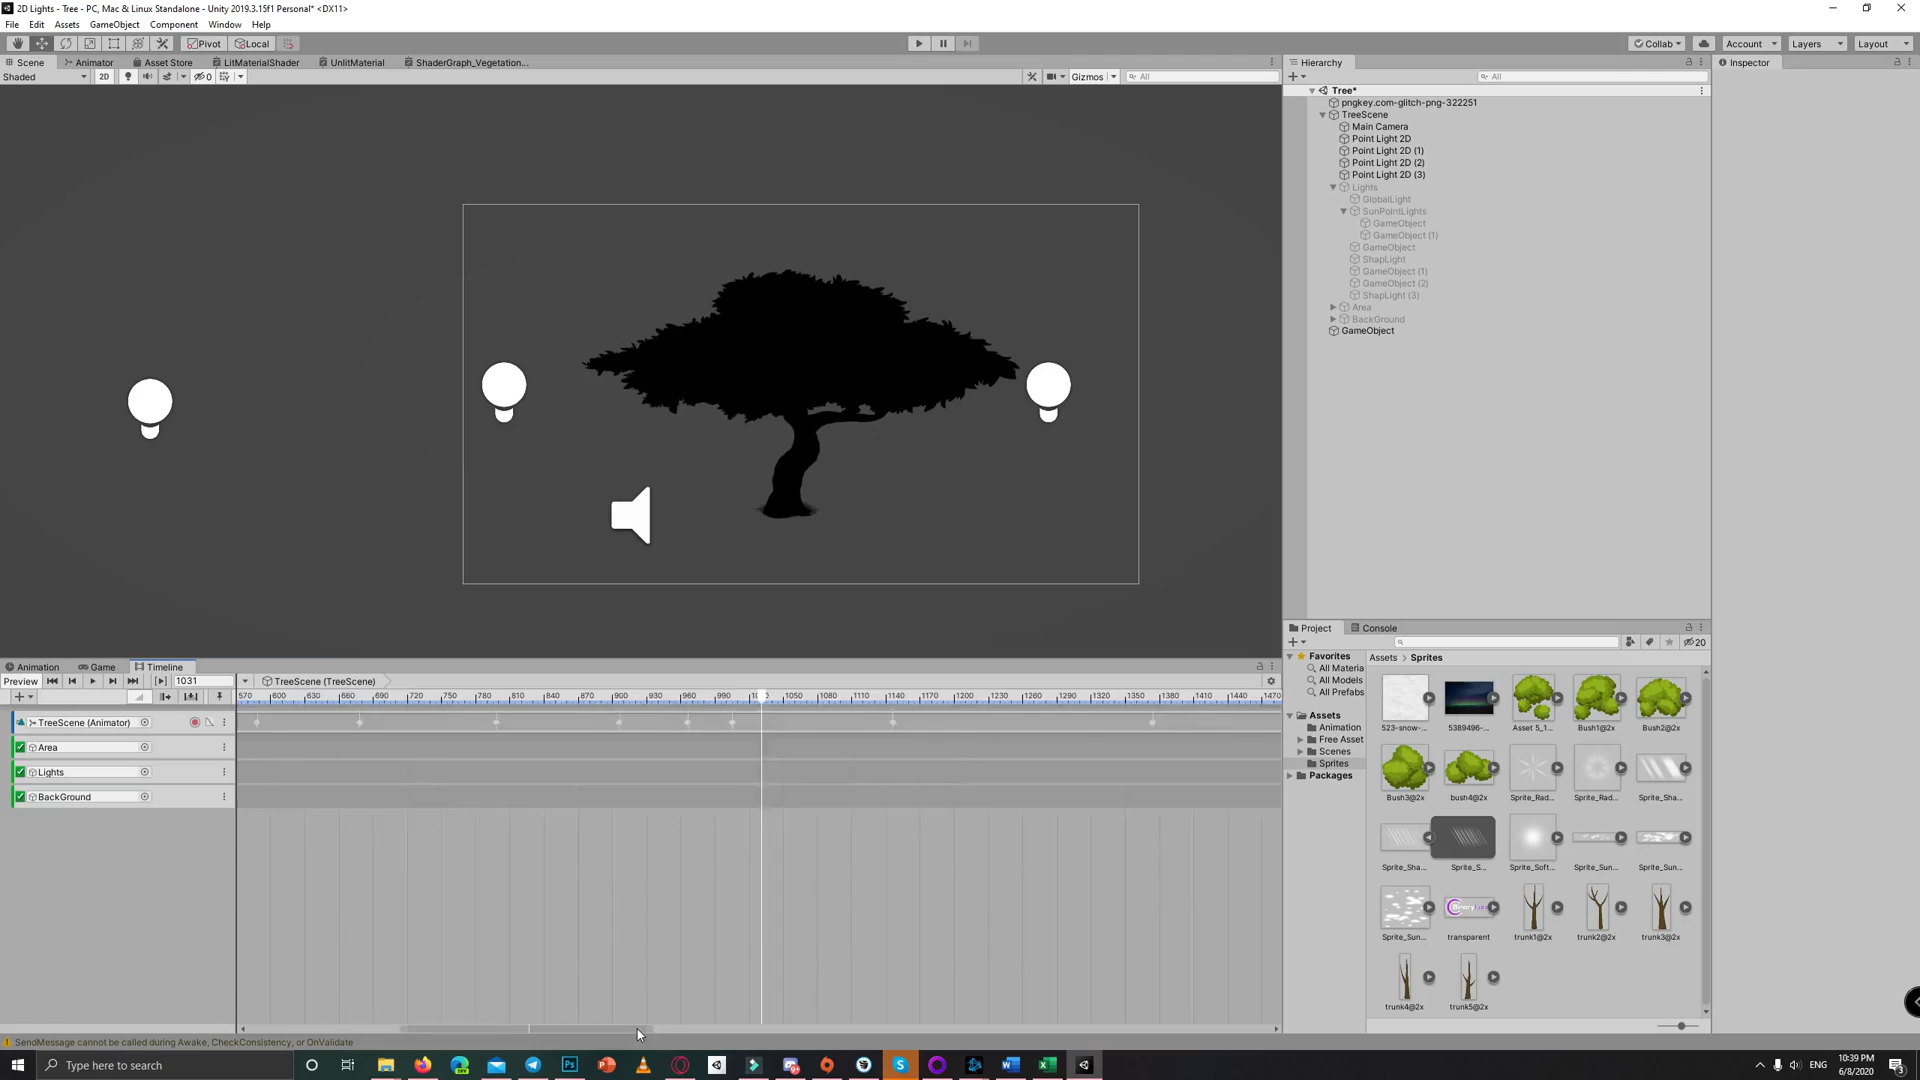 2D Lights - Tree - PC, Mac & Linux Standalone - Unity 2019.3.15f1 Personal* <DX11>
File Edit Assets GameObject Component Window Help
Pivot Local Collab Account Layers Layout
Scene Animator Asset Store LitMaterialShader UnlitMaterial ShaderGraph_Vegetation... Hierarchy Inspector
Shaded 2D 0 Gizmos All All
Tree*
pngkey.com-glitch-png-322251
TreeScene
Main Camera
Point Light 2D
Point Light 2D (1)
Point Light 2D (2)
Point Light 2D (3)
Lights
GlobalLight
SunPointLights
GameObject
GameObject (1)
GameObject
ShapLight
GameObject (1)
GameObject (2)
ShapLight (3)
Area
BackGround
GameObject
Project Console
20
Favorites
All Materia
All Models
All Prefabs
Assets
Animation
Free Asset
Scenes
Sprites
Packages
Assets > Sprites
523-snow-... 5389496-... Asset 5_1... Bush1@2x Bush2@2x
Bush3@2x bush4@2x Sprite_Rad... Sprite_Rad... Sprite_Sha...
Sprite_Sha... Sprite_S... Sprite_Soft... Sprite_Sun... Sprite_Sun...
Sprite_Sun... transparent trunk1@2x trunk2@2x trunk3@2x
trunk4@2x trunk5@2x
Animation Game Timeline
Preview 1031 TreeScene (TreeScene)
570 600 630 660 690 720 750 780 810 840 870 900 930 960 990 1050 1080 1110 1140 1170 1200 1230 1260 1290 1320 1350 1380 1410 1440 1470
TreeScene (Animator)
Area
Lights
BackGround
SendMessage cannot be called during Awake, CheckConsistency, or OnValidate
Type here to search
ENG
10:39 PM
6/8/2020